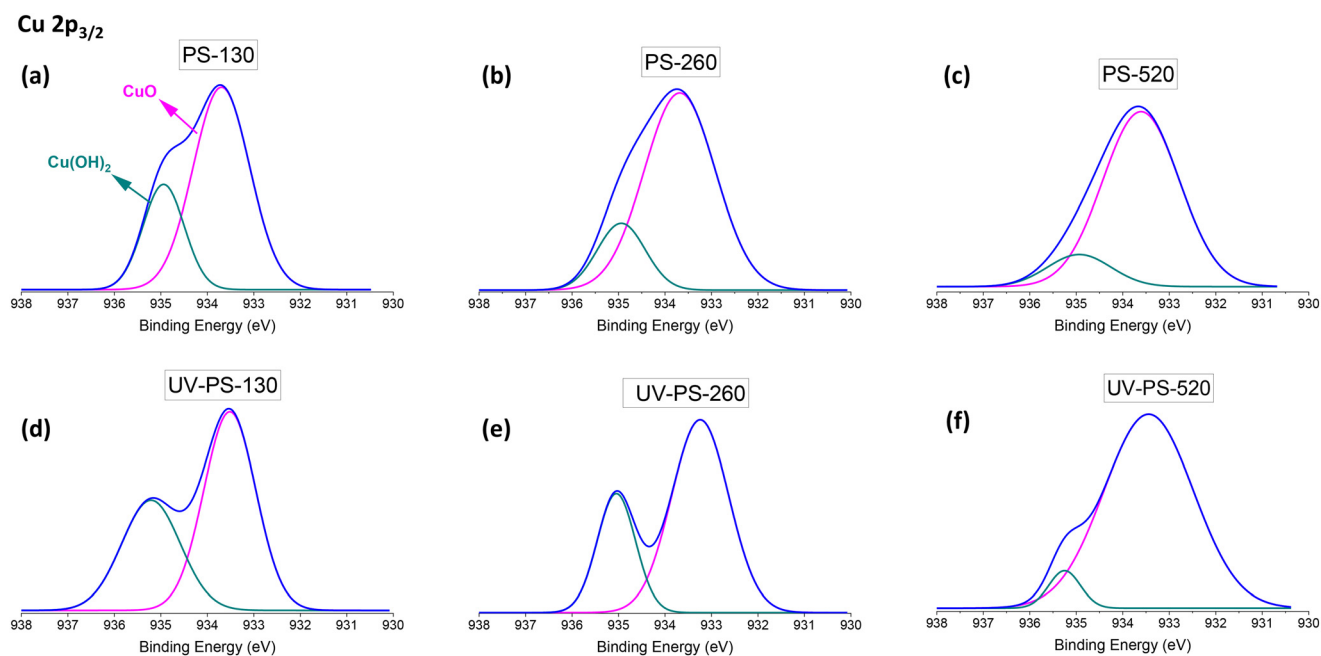 Cu 2p3/2
(a)
PS-130
CuO
Cu(OH)2
938 937 936 935 934 933 932 931 930
Binding Energy (eV)
(b)
PS-260
938 937 936 935 934 933 932 931 930
Binding Energy (eV)
(c)
PS-520
938 937 936 935 934 933 932 931 930
Binding Energy (eV)
(d)
UV-PS-130
938 937 936 935 934 933 932 931 930
Binding Energy (eV)
(e)
UV-PS-260
938 937 936 935 934 933 932 931 930
Binding Energy (eV)
(f)
UV-PS-520
938 937 936 935 934 933 932 931 930
Binding Energy (eV)